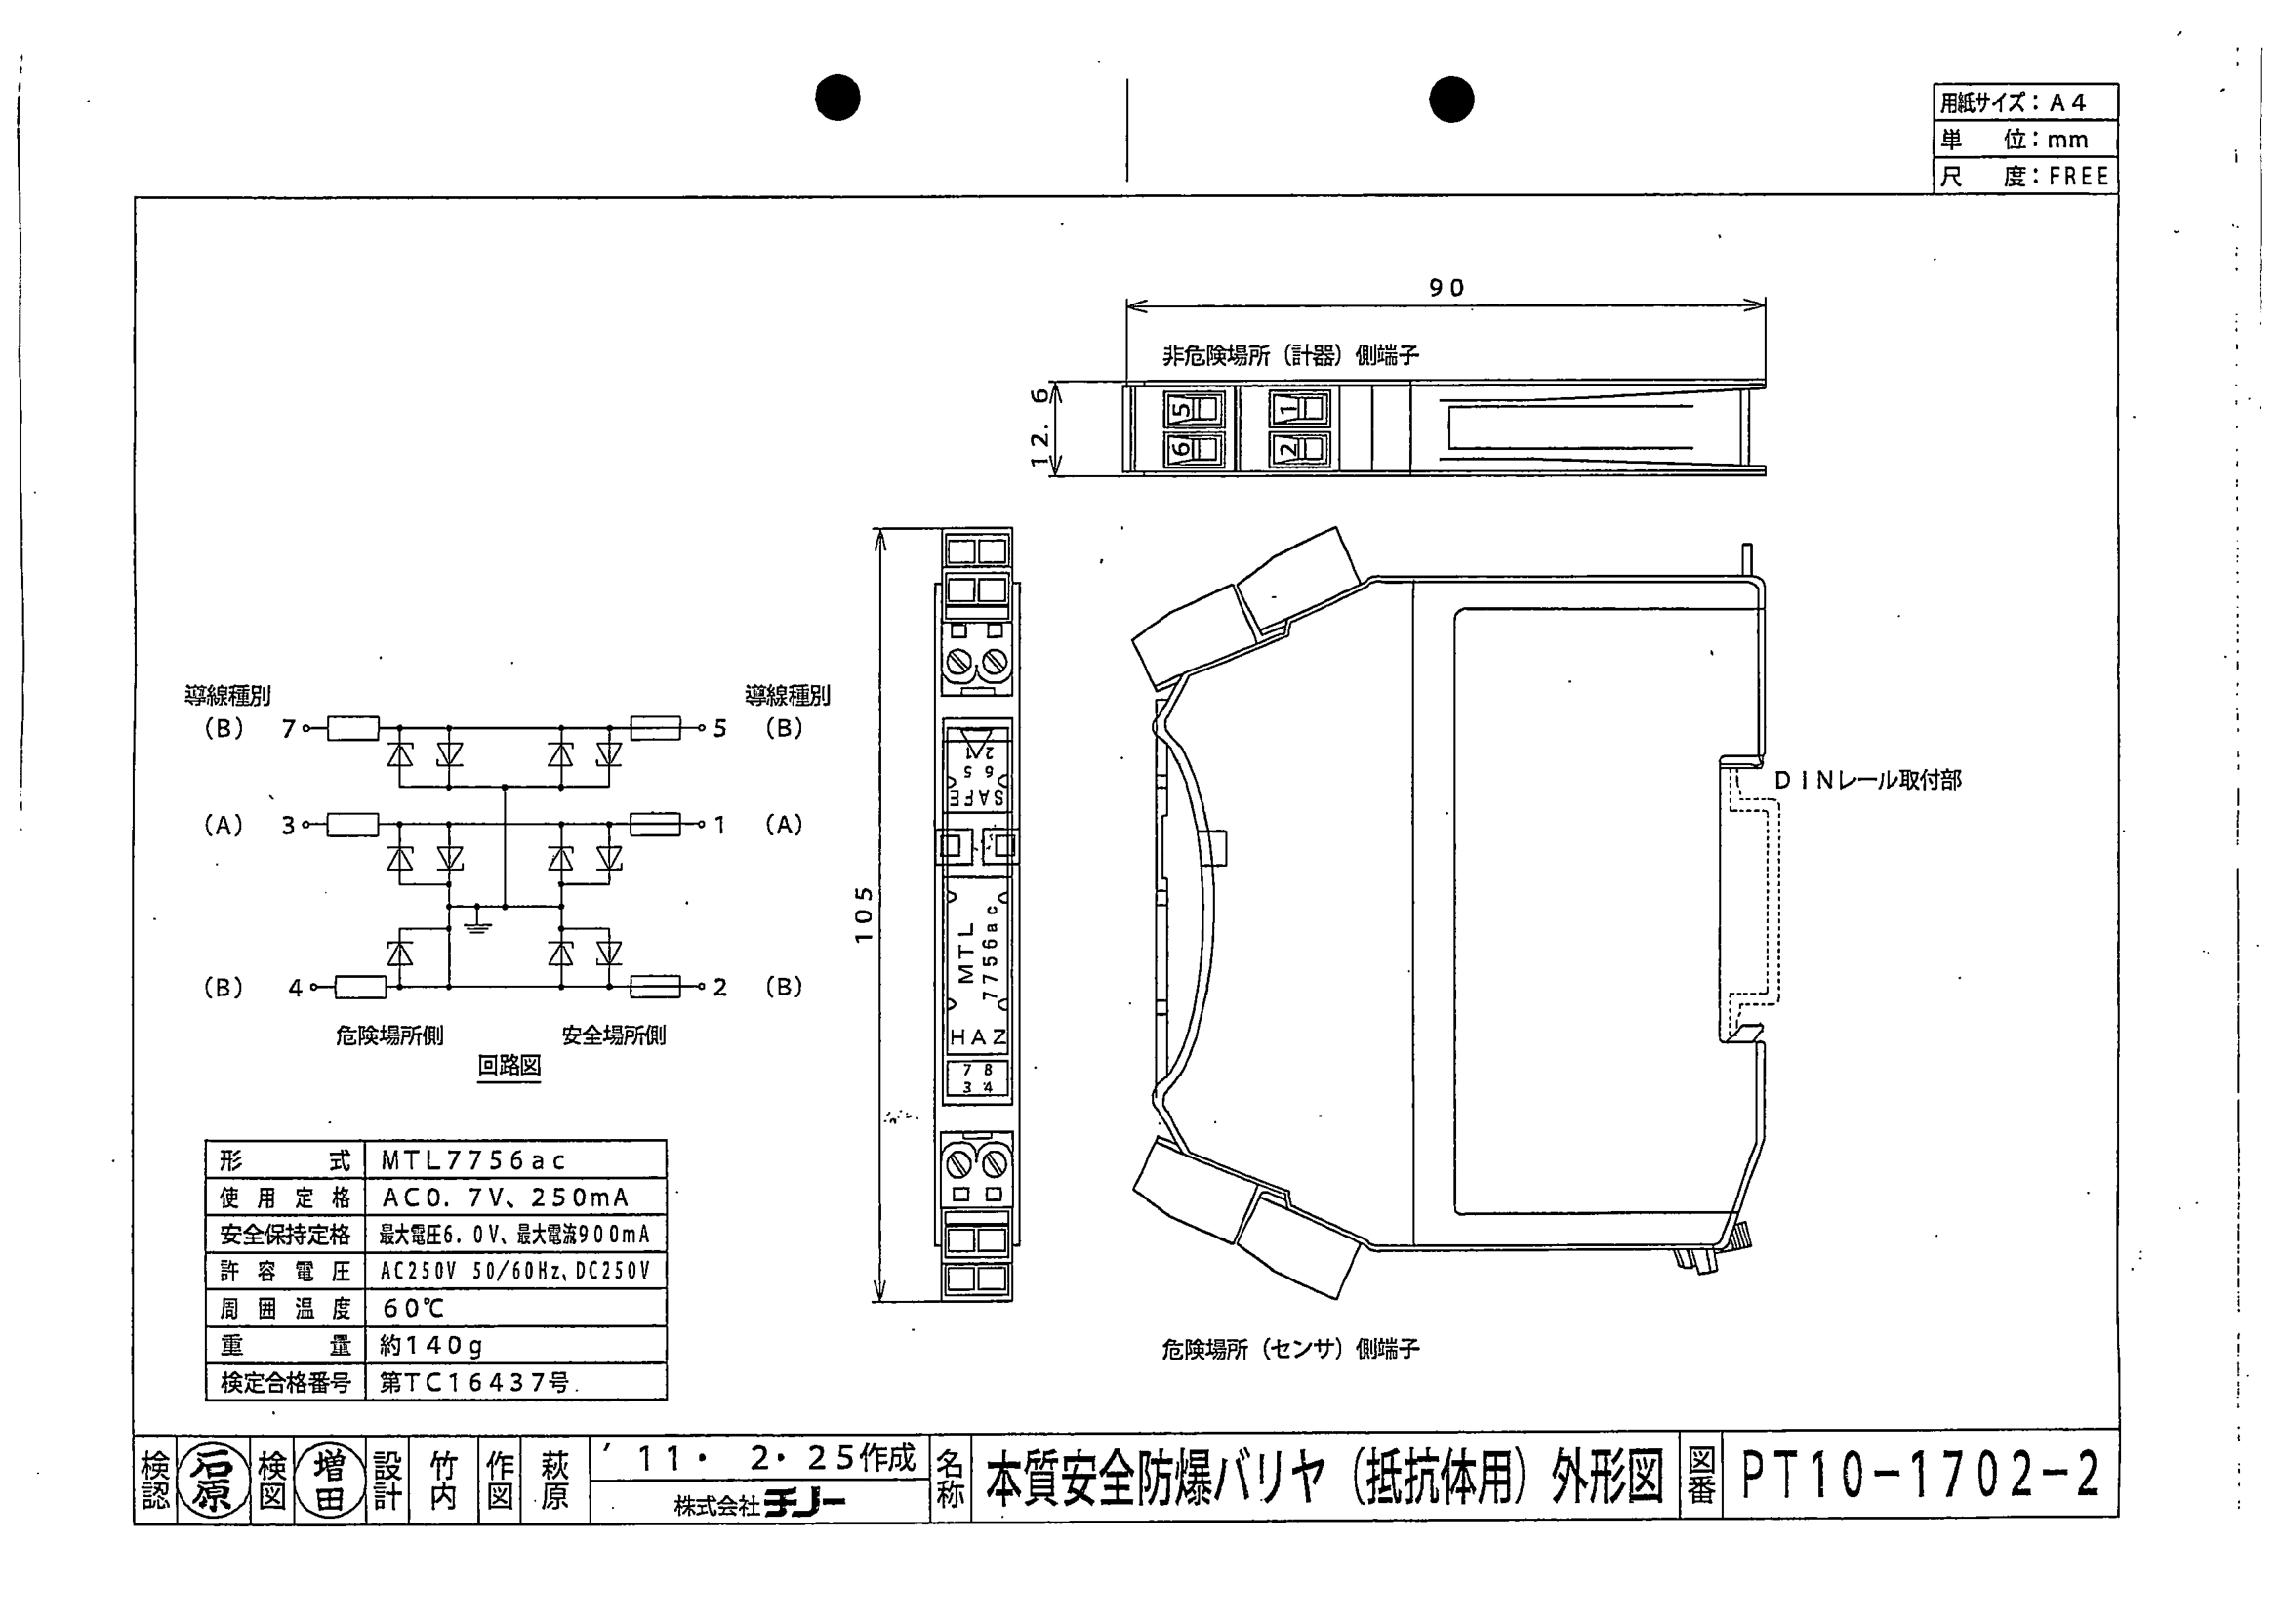 用紙サイズ：A4
単　位：mm
尺　度：FREE
90
非危険場所（計器）側端子
12.6
5 1
6 2
105
2 1
6 5
SAFE
MTL
7756ac
HAZ
7 8
3 4
DINレール取付部
危険場所（センサ）側端子
導線種別 導線種別
(B) 7 5 (B)
(A) 3 1 (A)
(B) 4 2 (B)
危険場所側 安全場所側
回路図
形　式 MTL7756ac
使用定格 AC0.7V、250mA
安全保持定格 最大電圧6.0V、最大電流900mA
許容電圧 AC250V 50/60Hz、DC250V
周囲温度 60℃
重　量 約140g
検定合格番号 第TC16437号
検認 石原 検図 増田 設計 竹内 作図 萩原
'11・2・25作成
株式会社チノー
名称 本質安全防爆バリヤ（抵抗体用）外形図
図番 PT10-1702-2